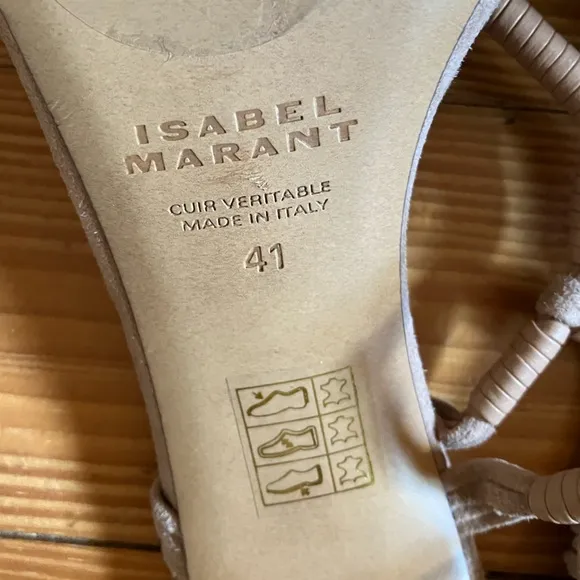 ISABEL
MARANT
CUIR VERITABLE
MADE IN ITALY
41